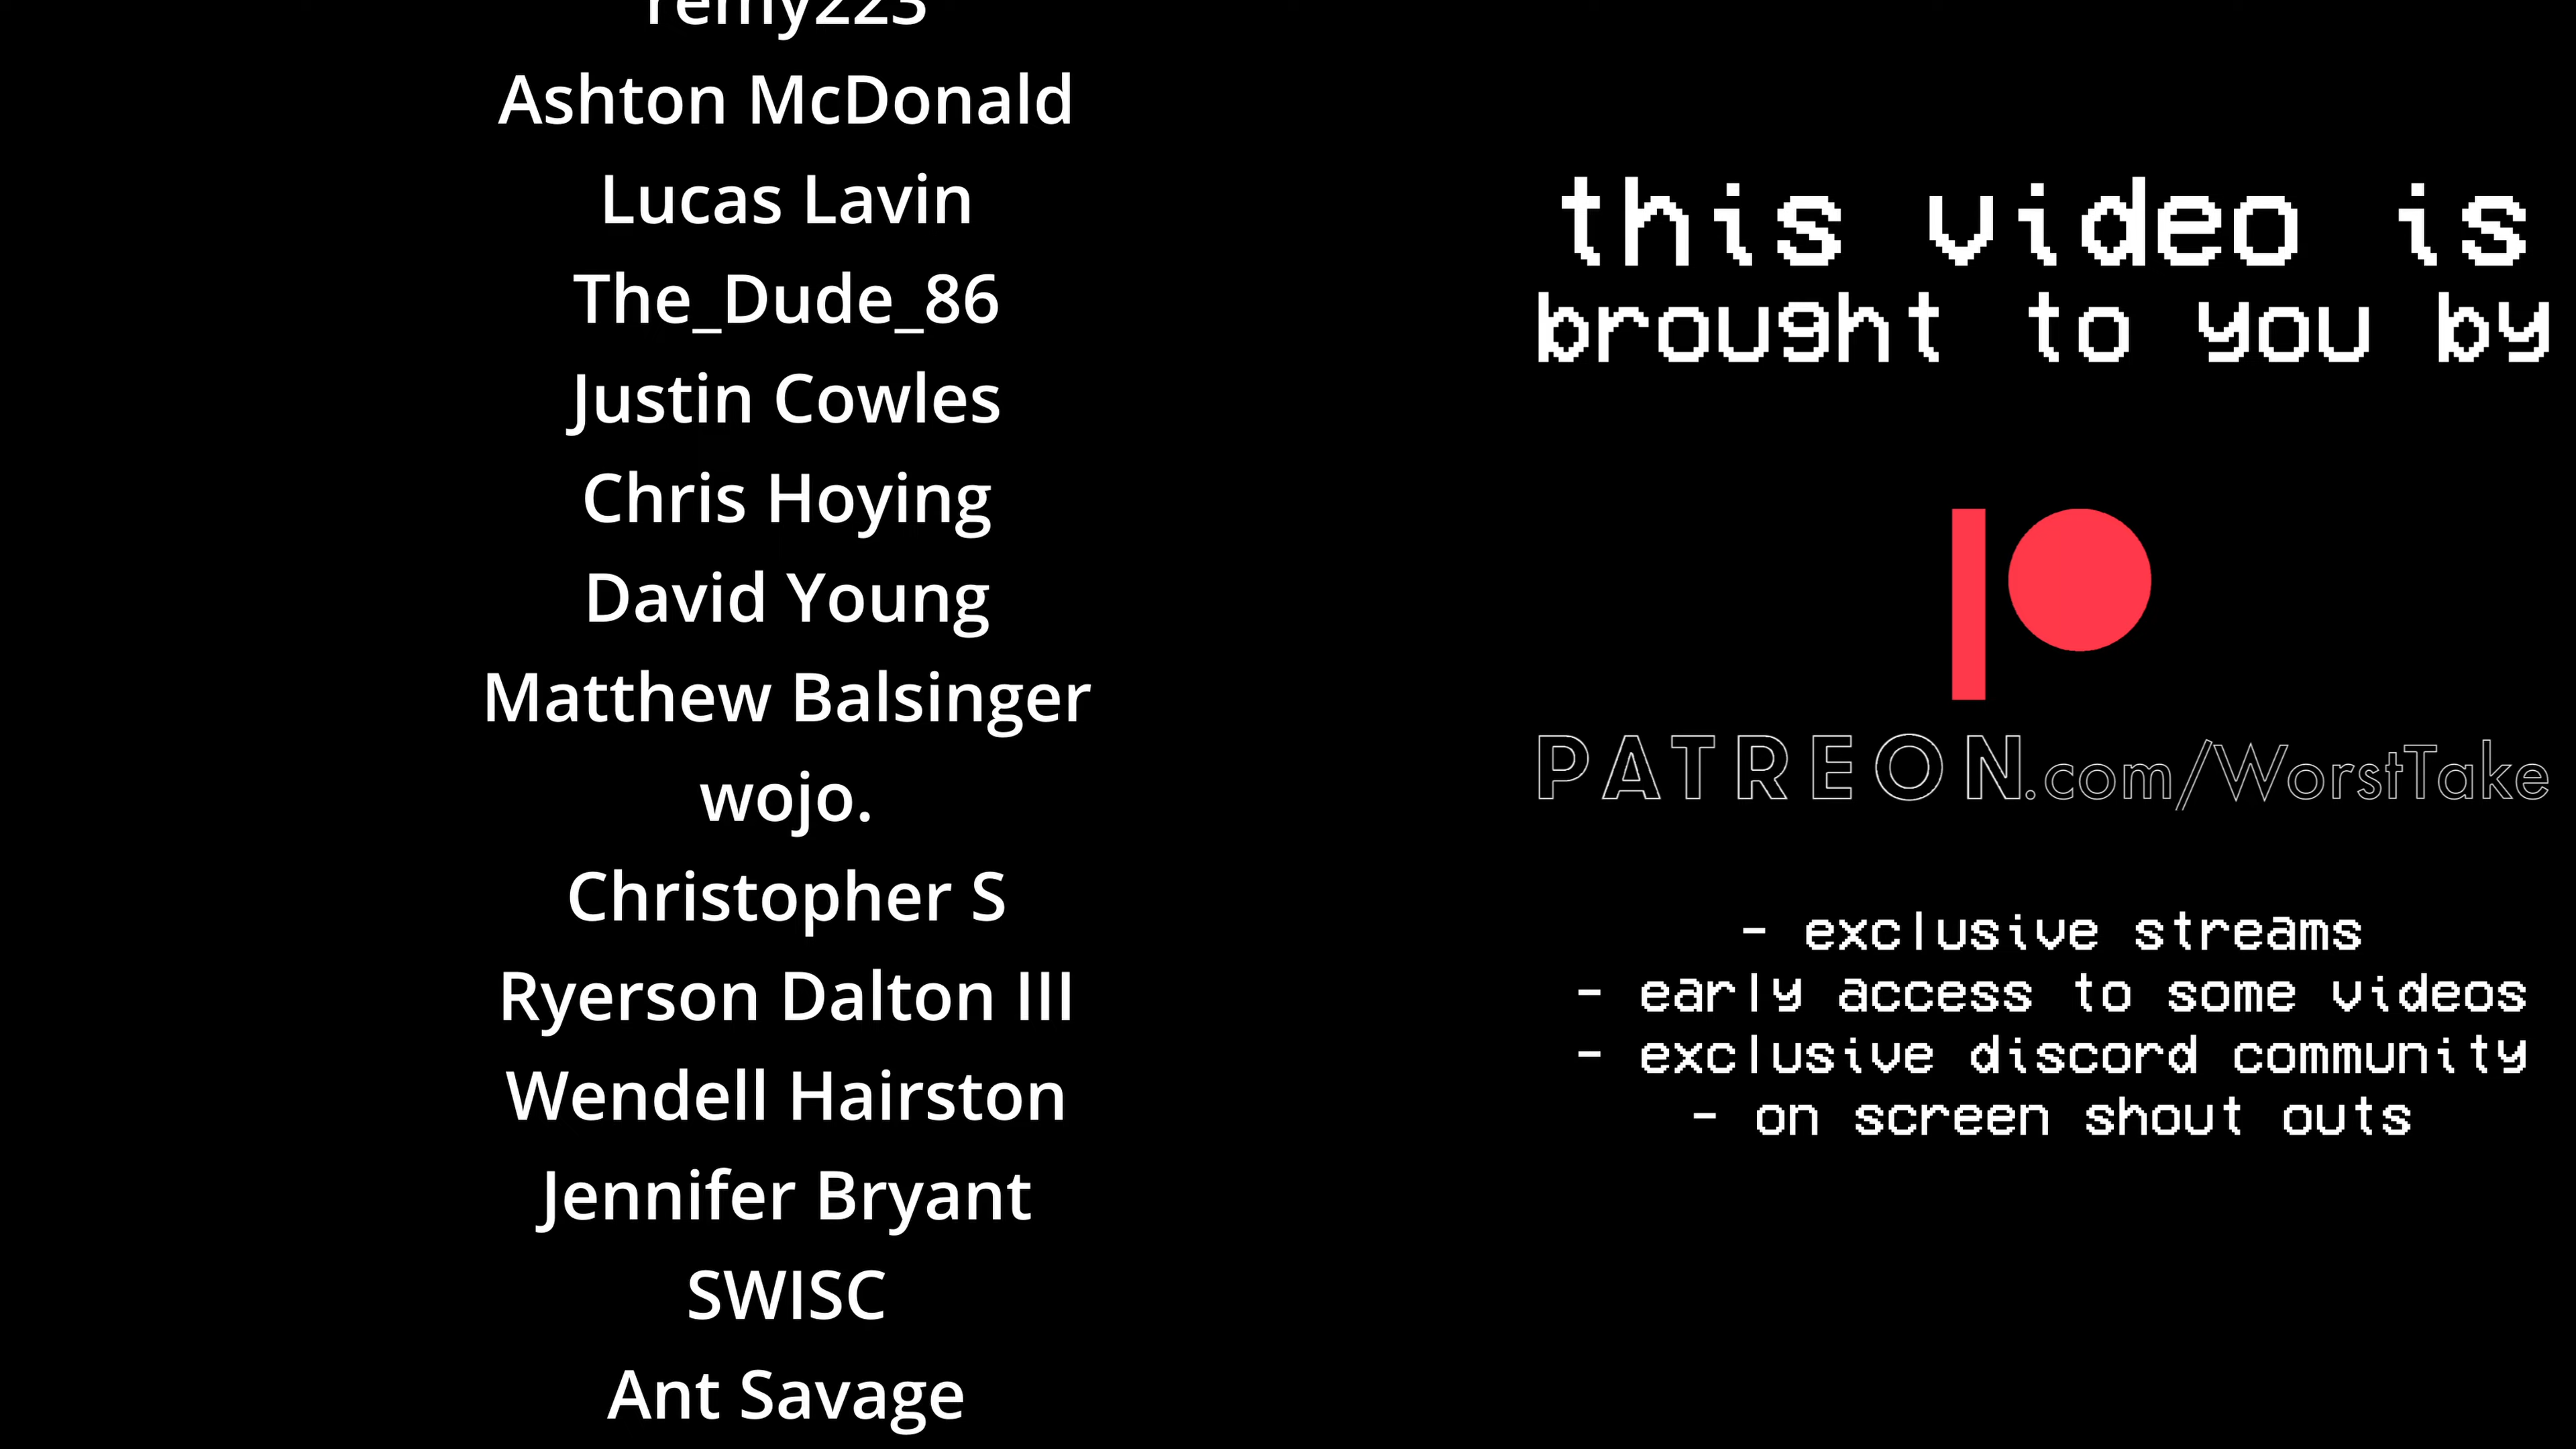 remy223
Ashton McDonald
Lucas Lavin
The_Dude_86
Justin Cowles
Chris Hoying
David Young
Matthew Balsinger
wojo.
Christopher S
Ryerson Dalton III
Wendell Hairston
Jennifer Bryant
SWISC
Ant Savage
this video is
brought to you by
PATREON.com/WorstTake
- exclusive streams
- early access to some videos
- exclusive discord community
- on screen shout outs